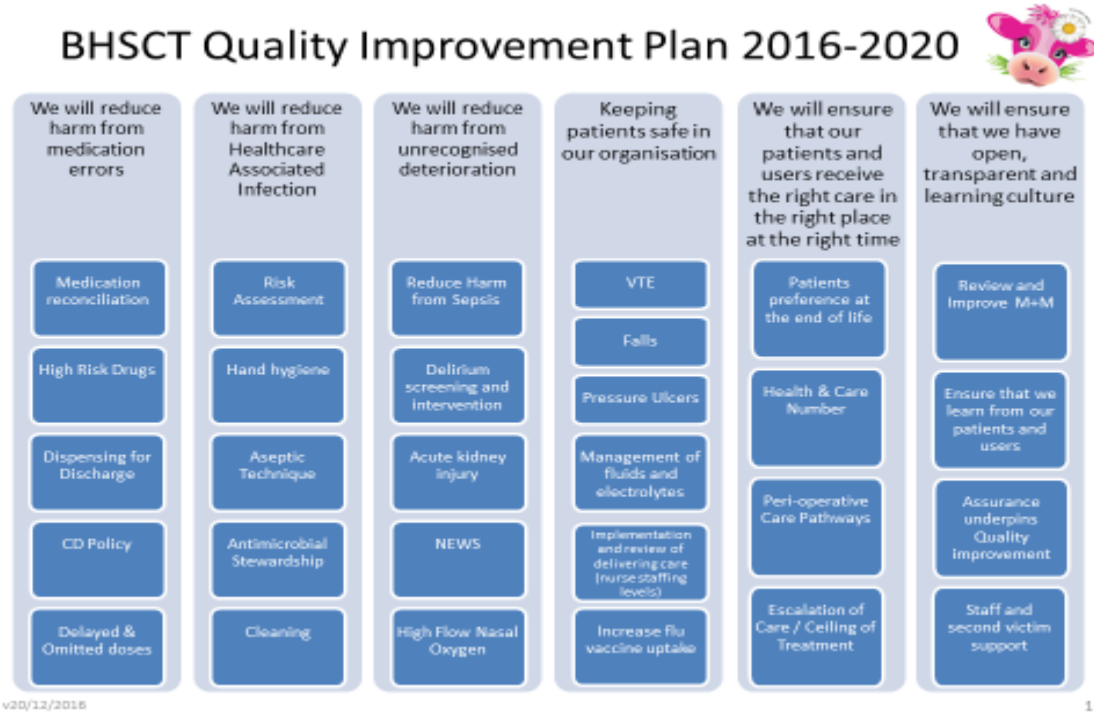 BHSCT Quality Improvement Plan 2016-2020
We will reduce
harm from
medication
errors
Medication
reconciliation
High Risk Drugs
Dispensing for
Discharge
CD Policy
Delayed &
Omitted doses
We will reduce
harm from
Healthcare
Associated
Infection
Risk
Assessment
Hand hygiene
Aseptic
Technique
Antimicrobial
Stewardship
Cleaning
We will reduce
harm from
unrecognised
deterioration
Reduce Harm
from Sepsis
Delirium
screening and
intervention
Acute kidney
injury
NEWS
High Flow Nasal
Oxygen
Keeping
patients safe in
our organisation
VTE
Falls
Pressure Ulcers
Management of
fluids and
electrolytes
Implementation
and review of
delivering care
(nurse staffing
levels)
Increase flu
vaccine uptake
We will ensure
that our
patients and
users receive
the right care in
the right place
at the right time
Patients
preference at
the end of life
Health & Care
Number
Peri-operative
Care Pathways
Escalation of
Care / Ceiling of
Treatment
We will ensure
that we have
open,
transparent and
learning culture
Review and
Improve M+M
Ensure that we
learn from our
patients and
users
Assurance
underpins
Quality
improvement
Staff and
second victim
support
v20/12/2016
1